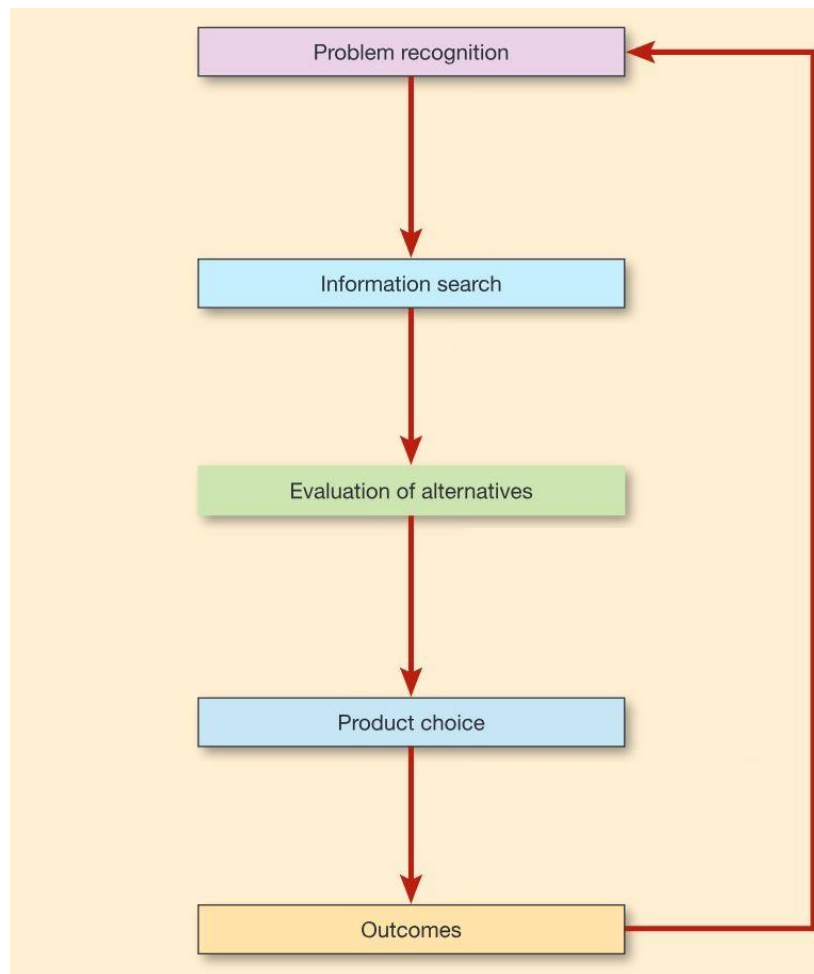 Problem recognition
Information search
Evaluation of alternatives
Product choice
Outcomes